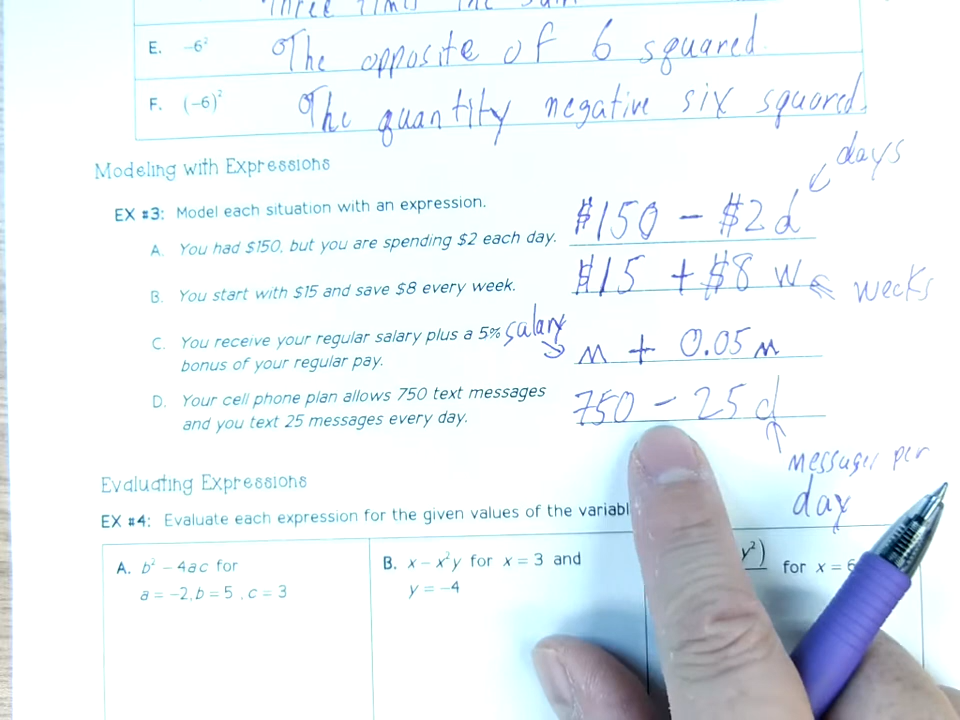 E. -6² The opposite of 6 squared.
F. (-6)² The quantity negative six squared.
Modeling with Expressions
days
EX #3: Model each situation with an expression.
A. You had $150, but you are spending $2 each day. $150 - $2d
B. You start with $15 and save $8 every week. $15 + $8 w
weeks
C. You receive your regular salary plus a 5% salary
bonus of your regular pay. m + 0.05 m
D. Your cell phone plan allows 750 text messages
and you text 25 messages every day. 750 - 25 d
messages per
day
Evaluating Expressions
EX #4: Evaluate each expression for the given values of the
A. b² - 4ac for
a = -2, b = 5, c = 3
B. x - x²y for x = 3 and
y = -4
y²) for x = 6